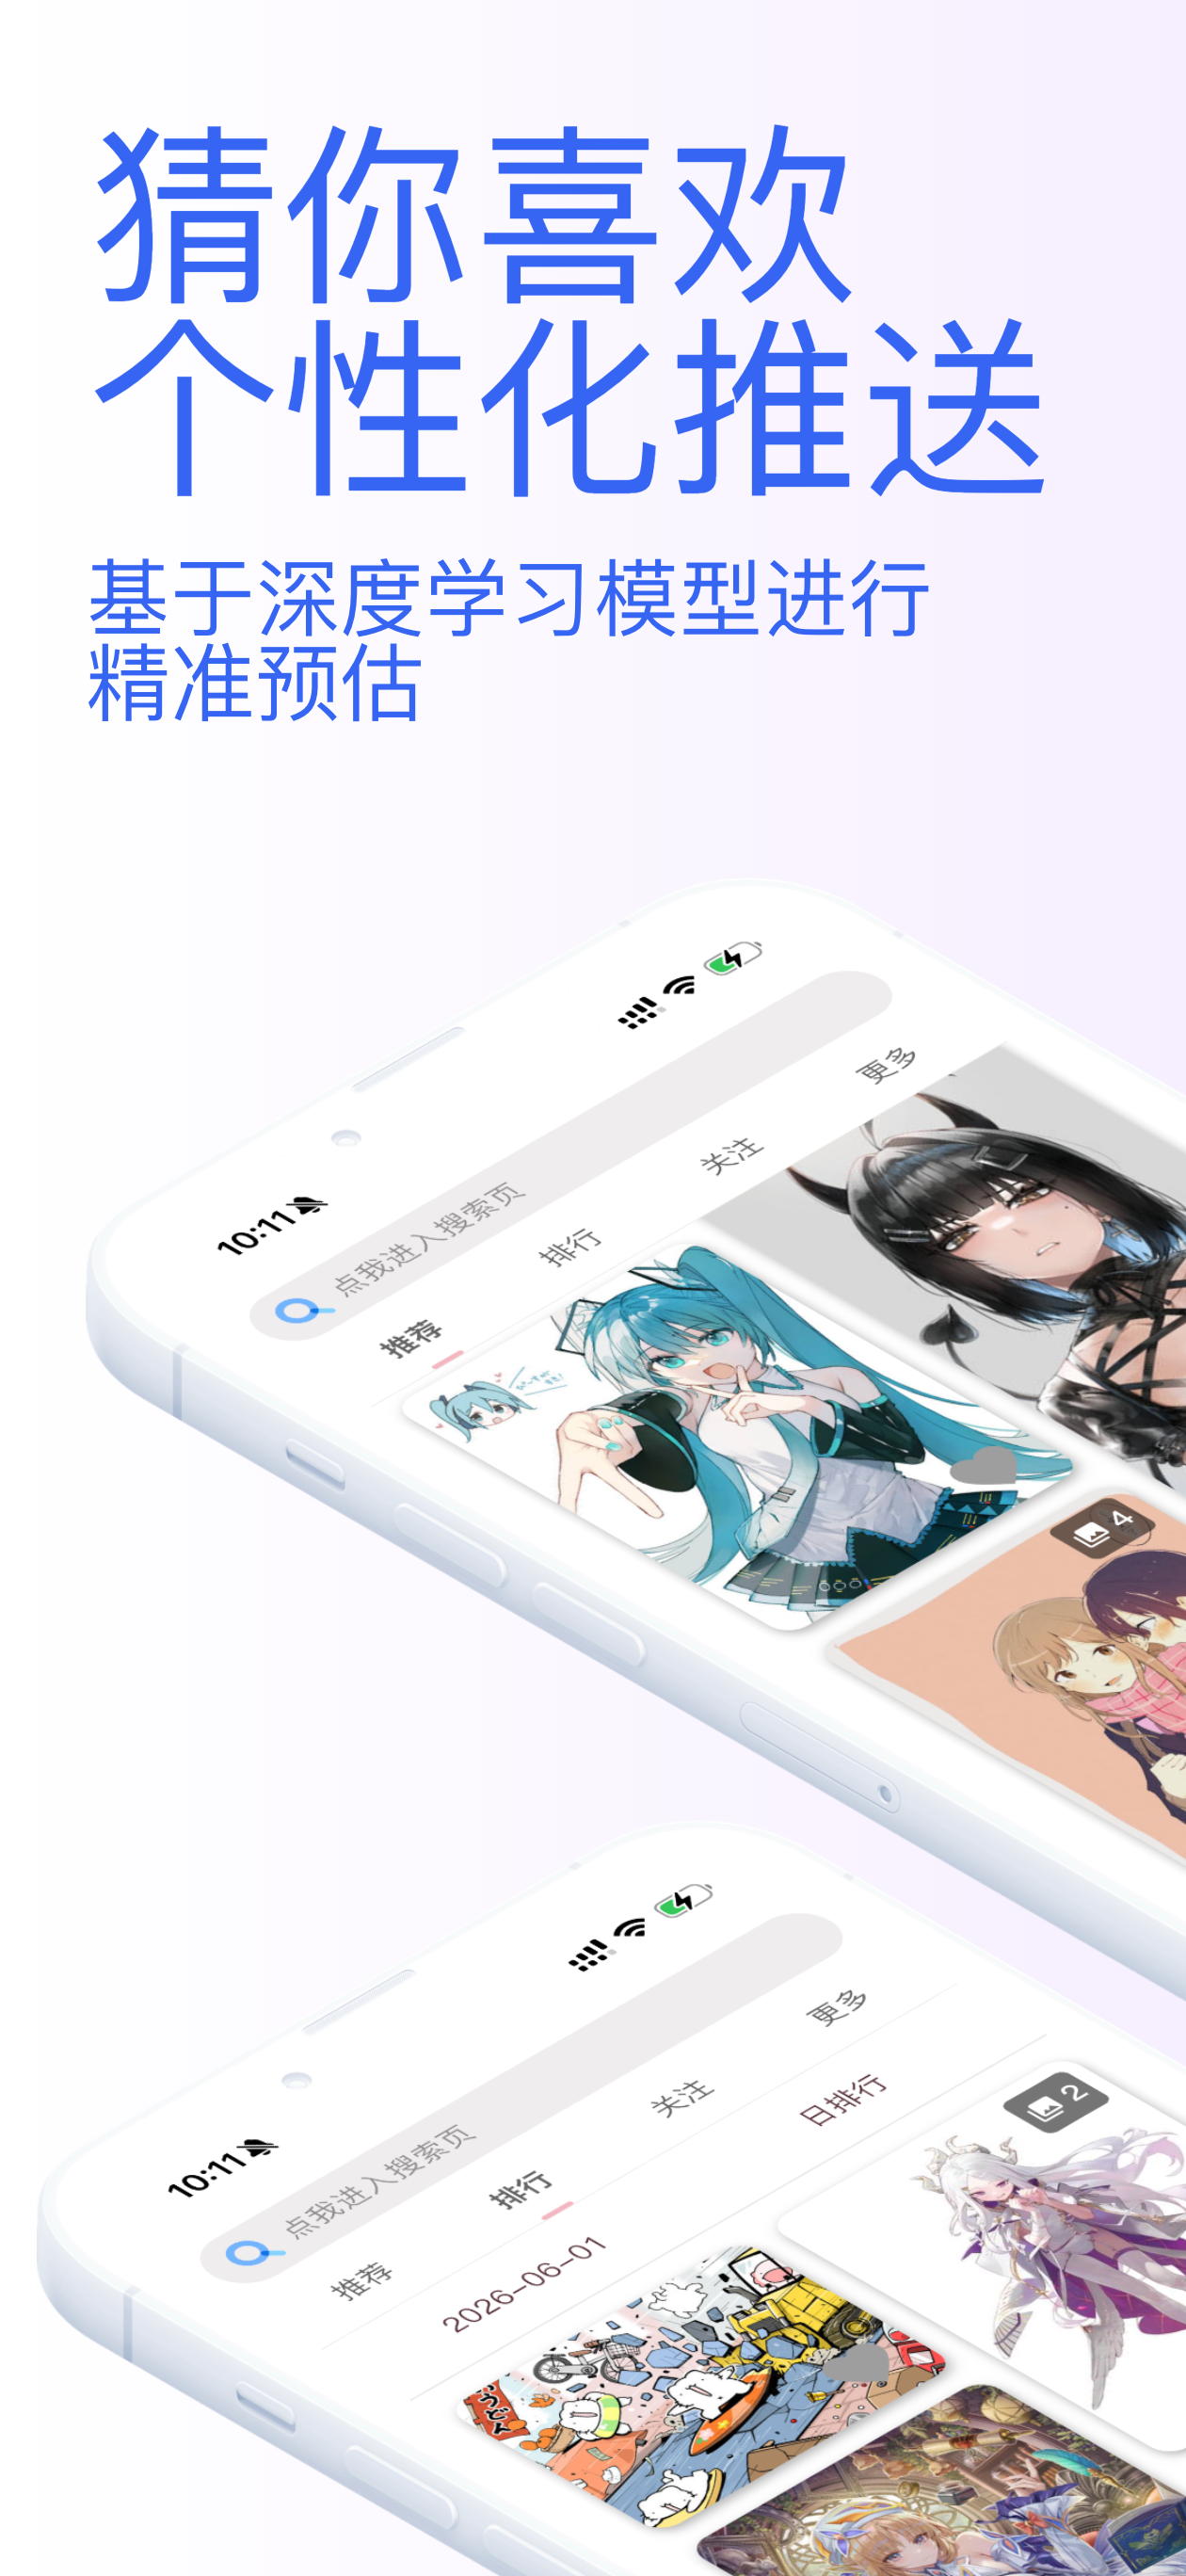 猜你喜欢
个性化推送
基于深度学习模型进行
精准预估
10:11
点我进入搜索页
推荐
排行
关注
更多
4
10:11
点我进入搜索页
推荐
排行
关注
更多
2026-06-01
日排行
2
うどん